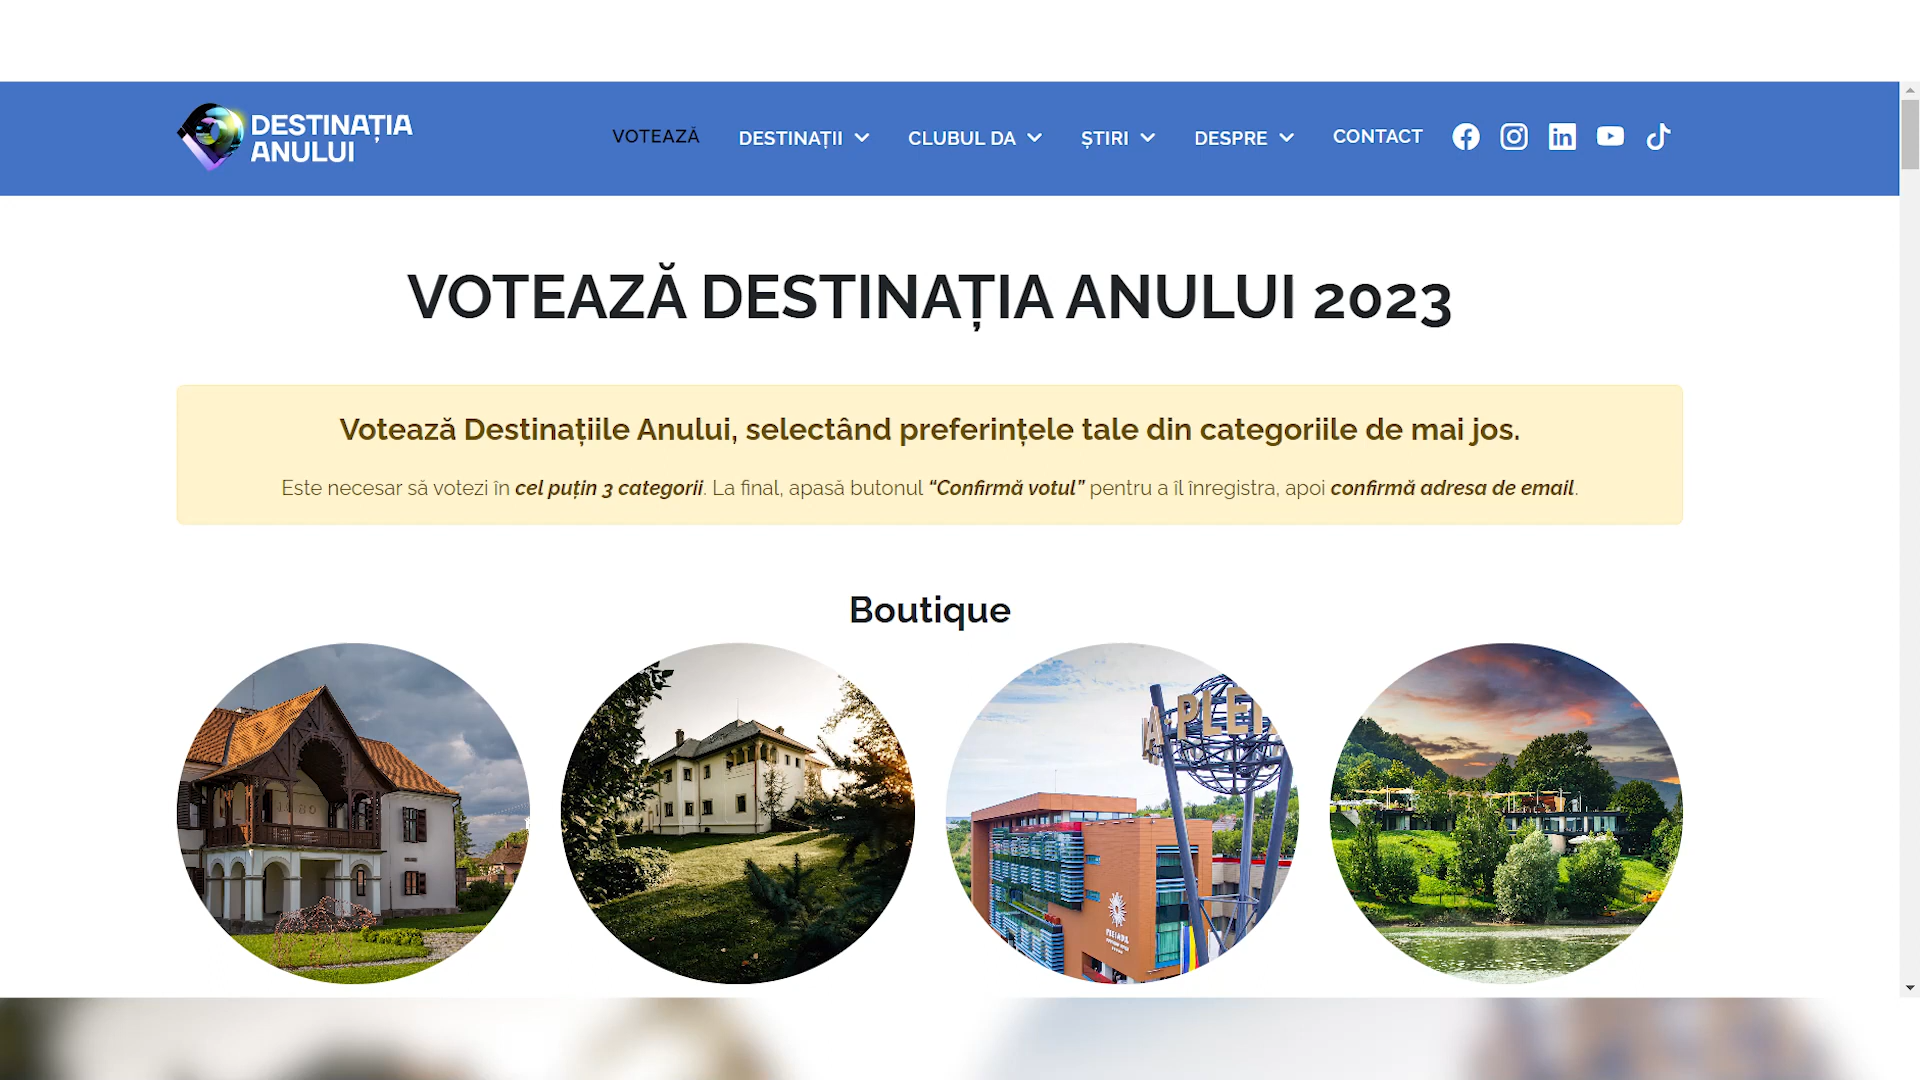 DESTINAȚIA
ANULUI
VOTEAZĂ
DESTINAȚII
CLUBUL DA
ȘTIRI
DESPRE
CONTACT
VOTEAZĂ DESTINAȚIA ANULUI 2023
Votează Destinațiile Anului, selectând preferințele tale din categoriile de mai jos.
Este necesar să votezi în cel puțin 3 categorii. La final, apasă butonul “Confirmă votul” pentru a îl înregistra, apoi confirmă adresa de email.
Boutique